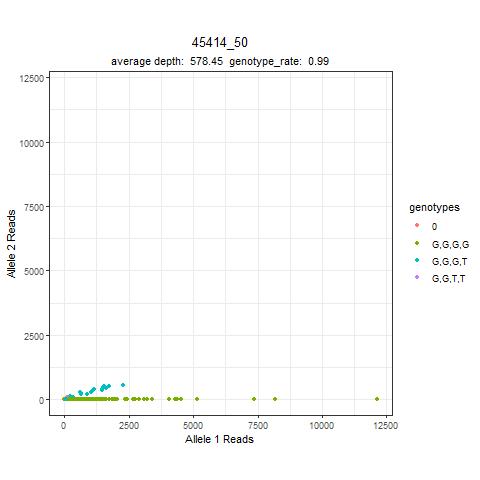 45414_50
average depth:  578.45  genotype_rate:  0.99
12500
10000
7500
5000
2500
0
Allele 2 Reads
0
2500
5000
7500
10000
12500
Allele 1 Reads
genotypes
0
G,G,G,G
G,G,G,T
G,G,T,T